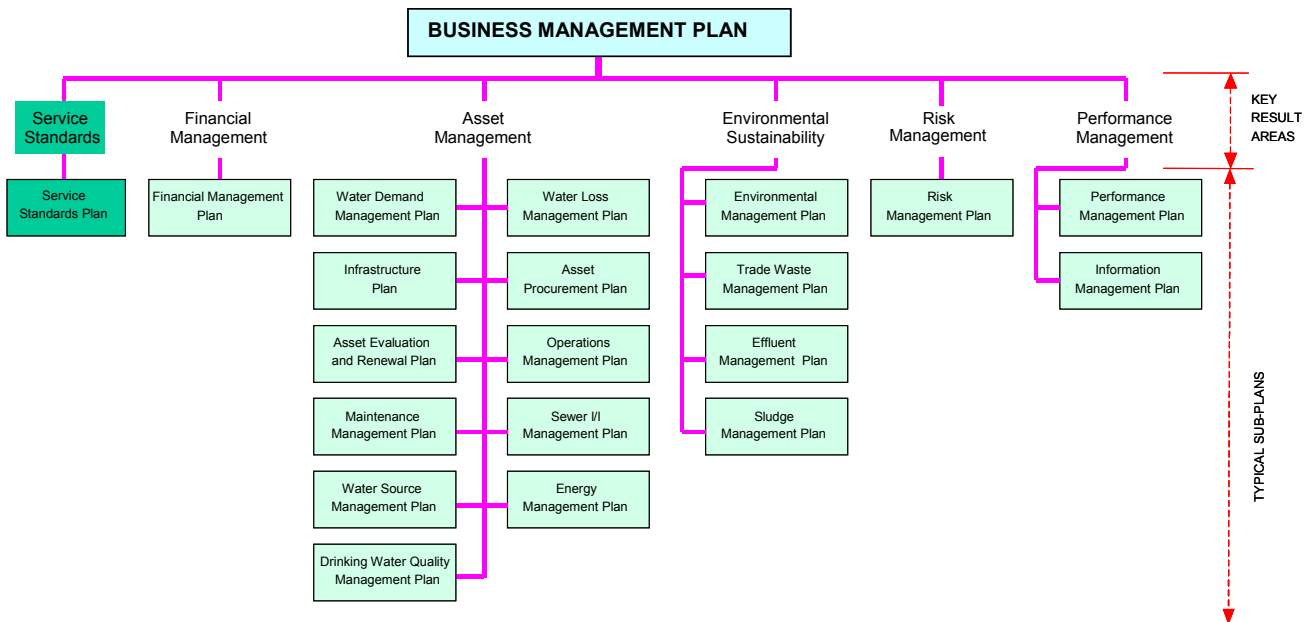 BUSINESS MANAGEMENT PLAN
Service
Standards
Financial
Management
Asset
Management
Environmental
Sustainability
Risk
Management
Performance
Management
KEY
RESULT
AREAS
Service
Standards Plan
Financial Management
Plan
Water Demand
Management Plan
Water Loss
Management Plan
Infrastructure
Plan
Asset
Procurement Plan
Asset Evaluation
and Renewal Plan
Operations
Management Plan
Maintenance
Management Plan
Sewer I/I
Management Plan
Water Source
Management Plan
Energy
Management Plan
Drinking Water Quality
Management Plan
Environmental
Management Plan
Trade Waste
Management Plan
Effluent
Management Plan
Sludge
Management Plan
Risk
Management Plan
Performance
Management Plan
Information
Management Plan
TYPICAL SUB-PLANS